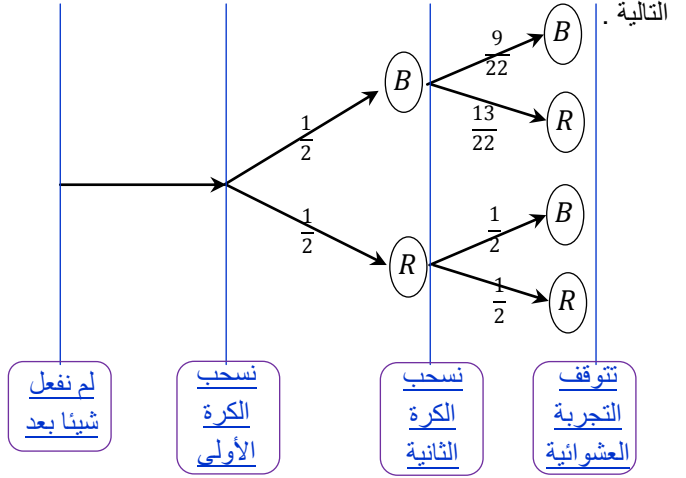 التالية .
B
9/22
B
13/22
R
1/2
1/2
B
1/2
R
1/2
R
لم نفعل
شيئا بعد
نسحب
الكرة
الأولى
نسحب
الكرة
الثانية
تتوقف
التجربة
العشوائية